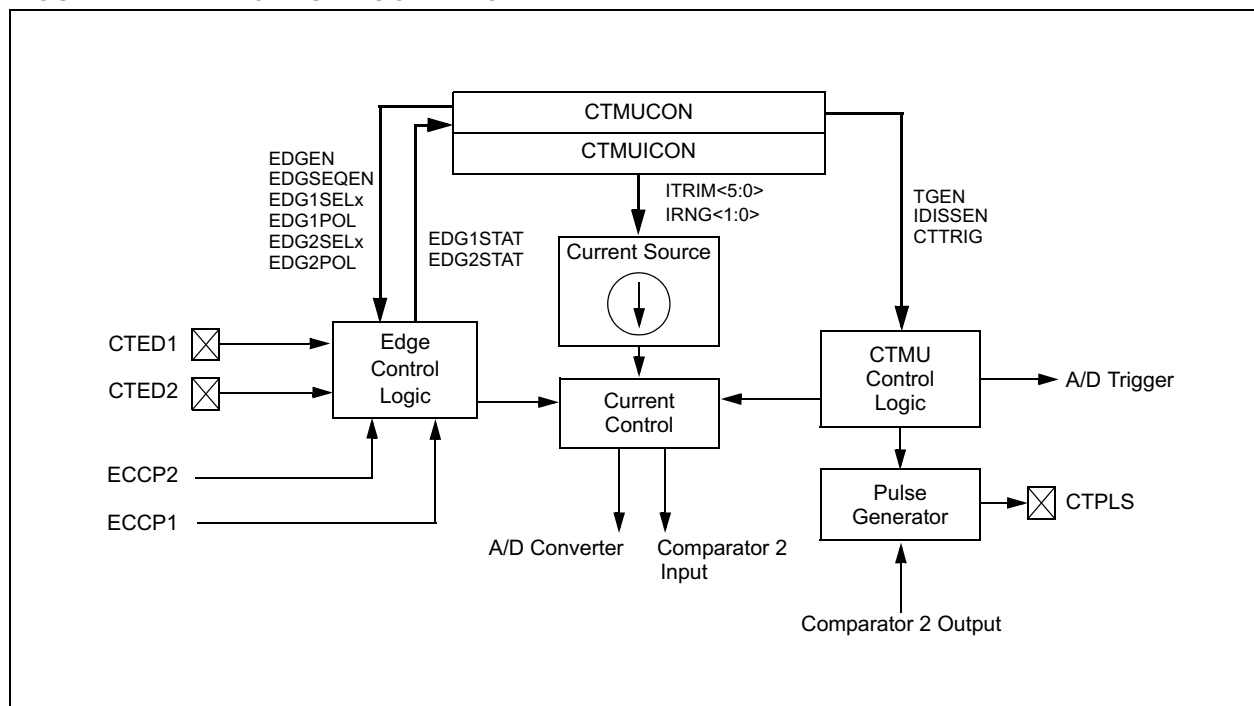 CTMUCON
CTMUICON
EDGEN
EDGSEQEN
EDG1SELx
EDG1POL
EDG2SELx
EDG2POL
EDG1STAT
EDG2STAT
ITRIM<5:0>
IRNG<1:0>
TGEN
IDISSEN
CTTRIG
Current Source
CTED1
CTED2
Edge
Control
Logic
Current
Control
CTMU
Control
Logic
A/D Trigger
ECCP2
ECCP1
Pulse
Generator
CTPLS
A/D Converter
Comparator 2
Input
Comparator 2 Output